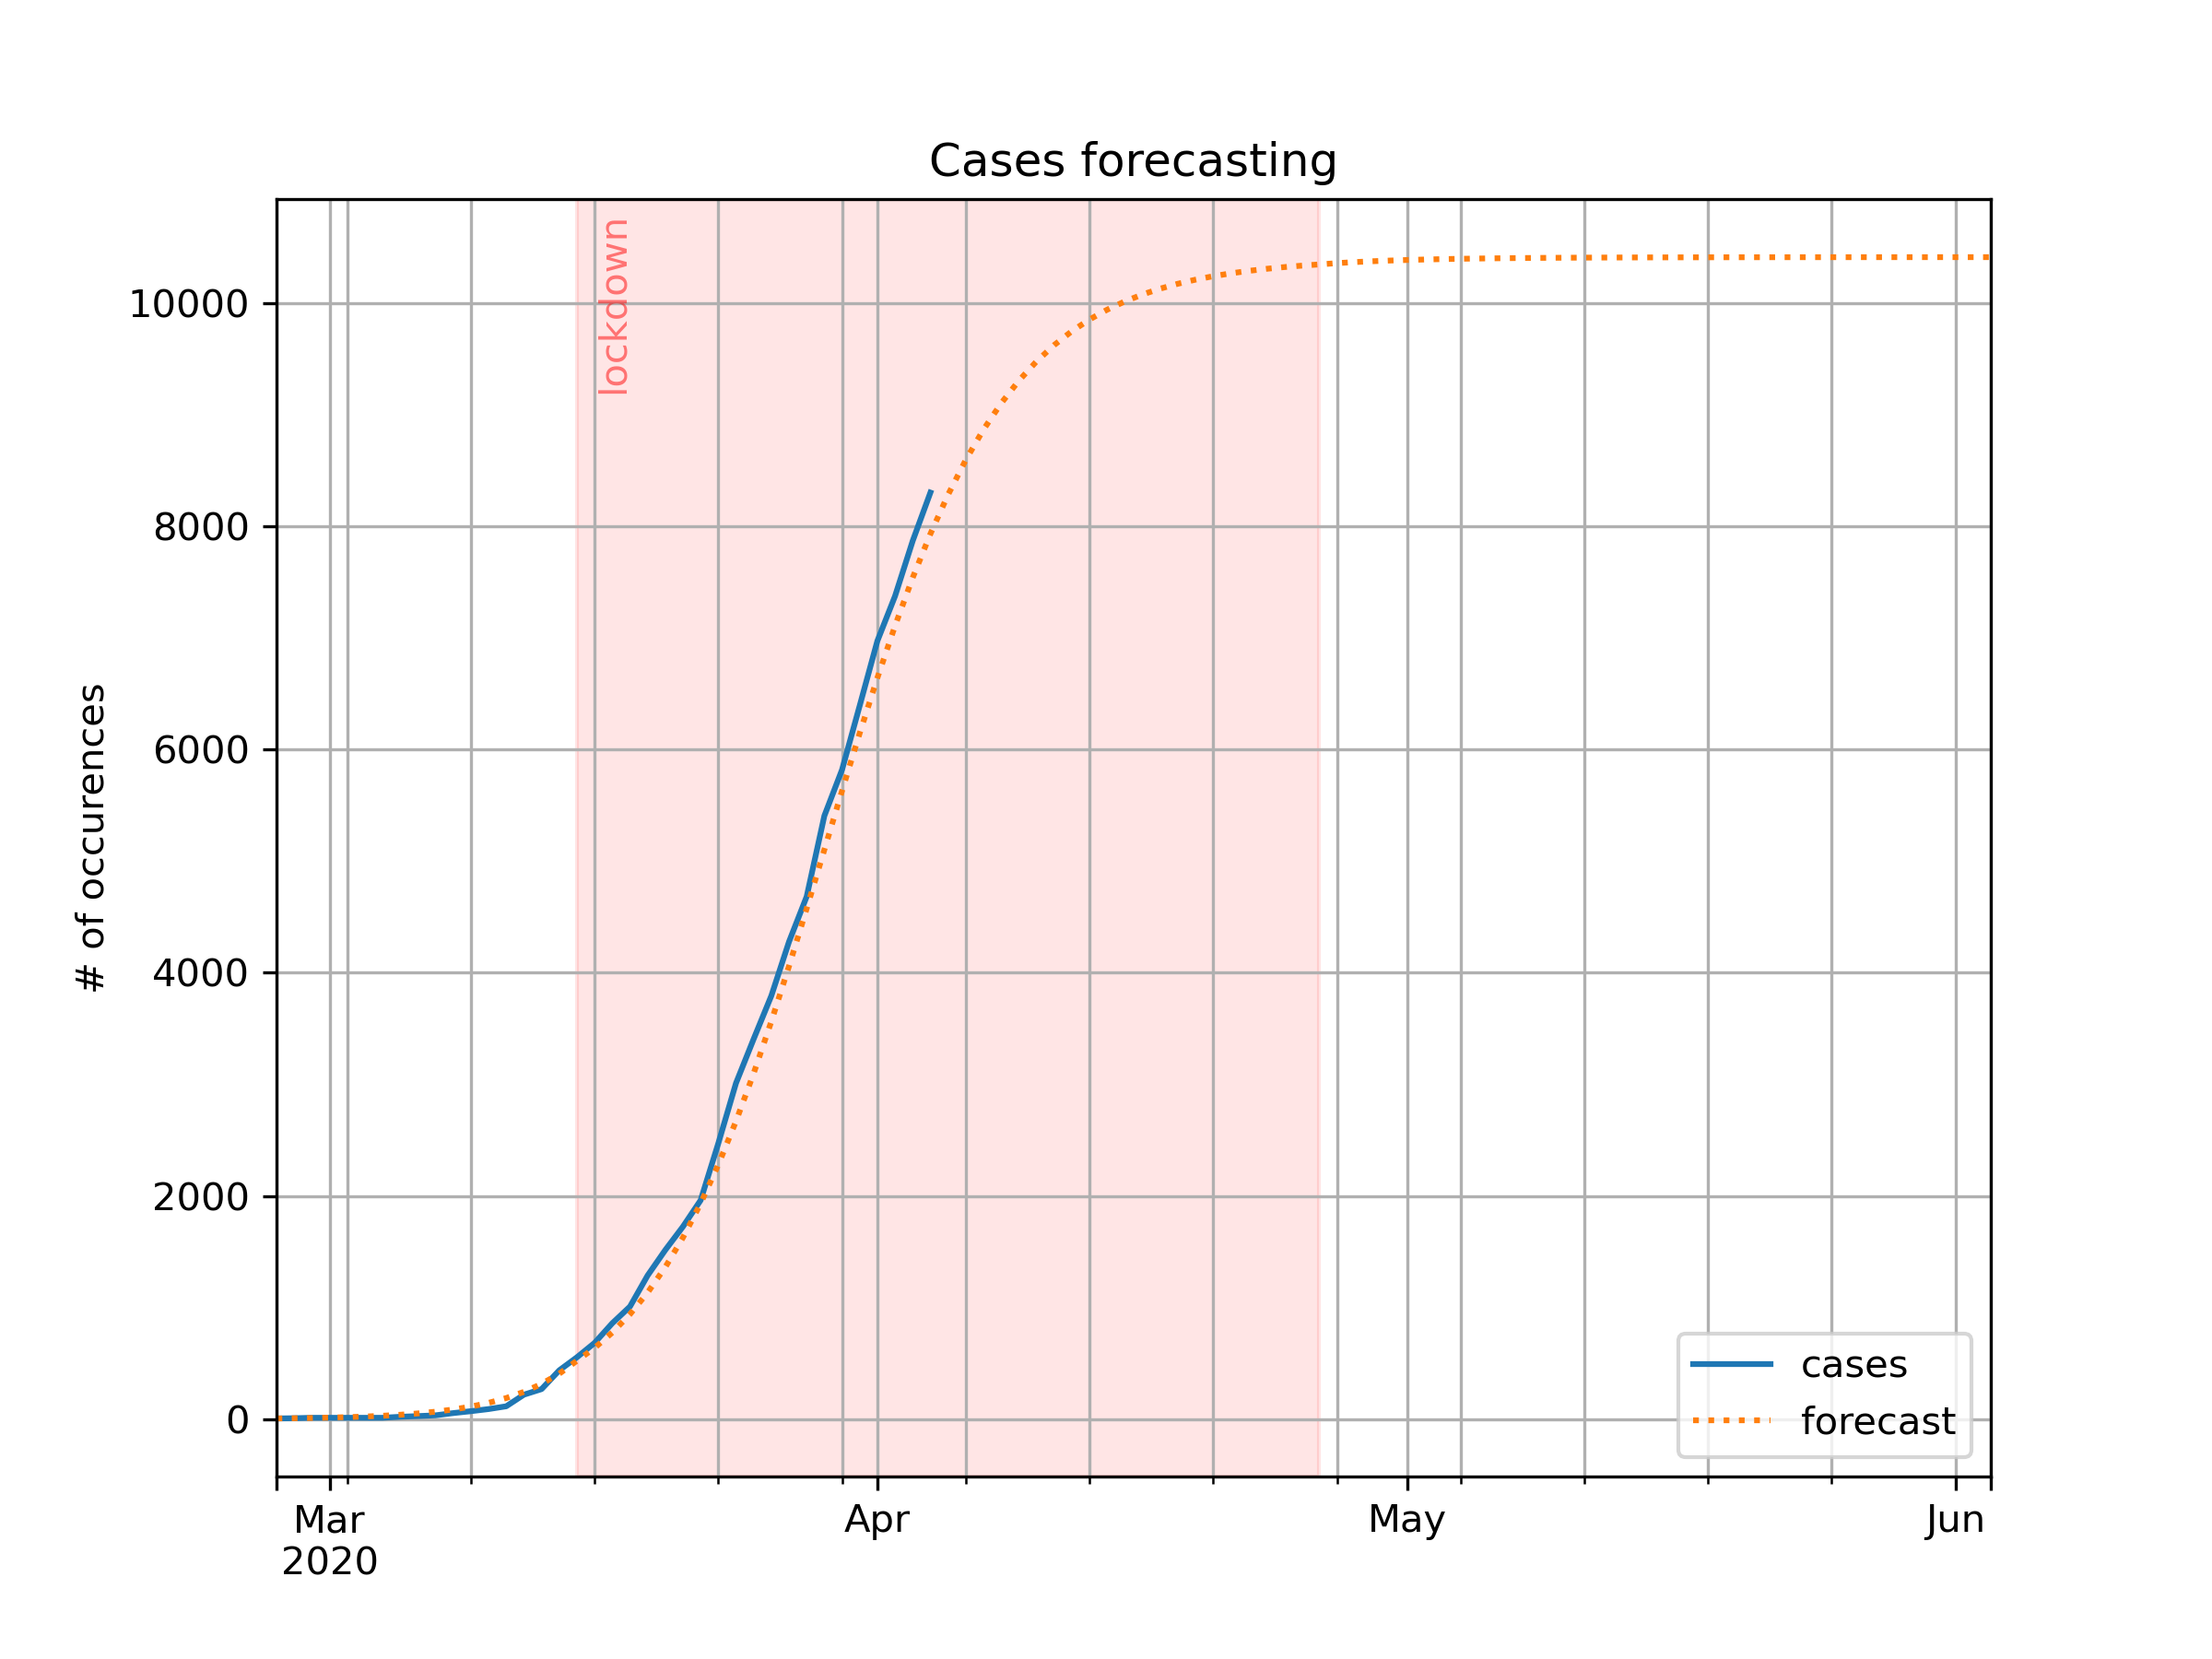 Cases forecasting
lockdown
# of occurences
10000
8000
6000
4000
2000
0
Mar
2020
Apr
May
Jun
cases
forecast